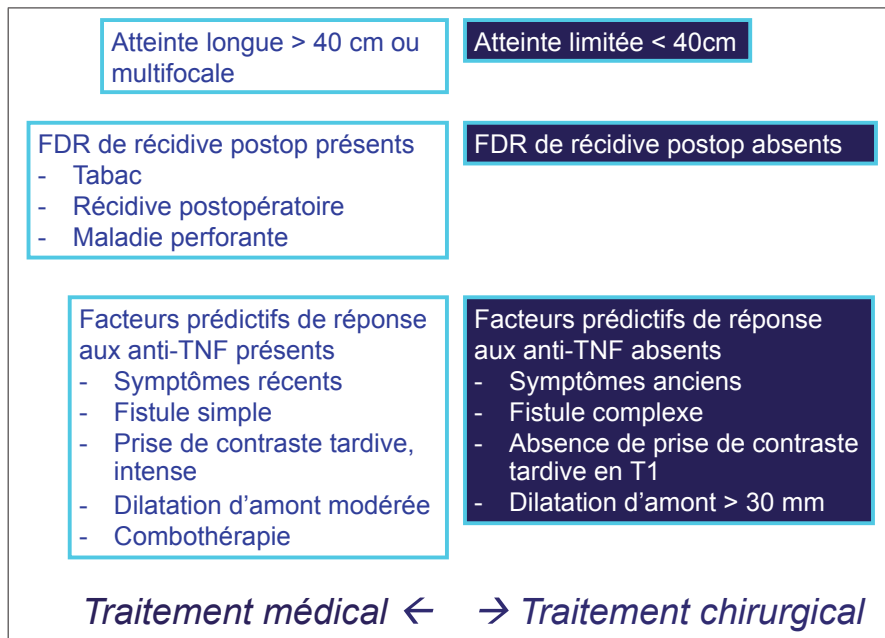 Atteinte longue > 40 cm ou
multifocale
Atteinte limitée < 40cm
FDR de récidive postop présents
- Tabac
- Récidive postopératoire
- Maladie perforante
FDR de récidive postop absents
Facteurs prédictifs de réponse
aux anti-TNF présents
- Symptômes récents
- Fistule simple
- Prise de contraste tardive,
intense
- Dilatation d'amont modérée
- Combothérapie
Facteurs prédictifs de réponse
aux anti-TNF absents
- Symptômes anciens
- Fistule complexe
- Absence de prise de contraste
tardive en T1
- Dilatation d'amont > 30 mm
Traitement médical ← → Traitement chirurgical